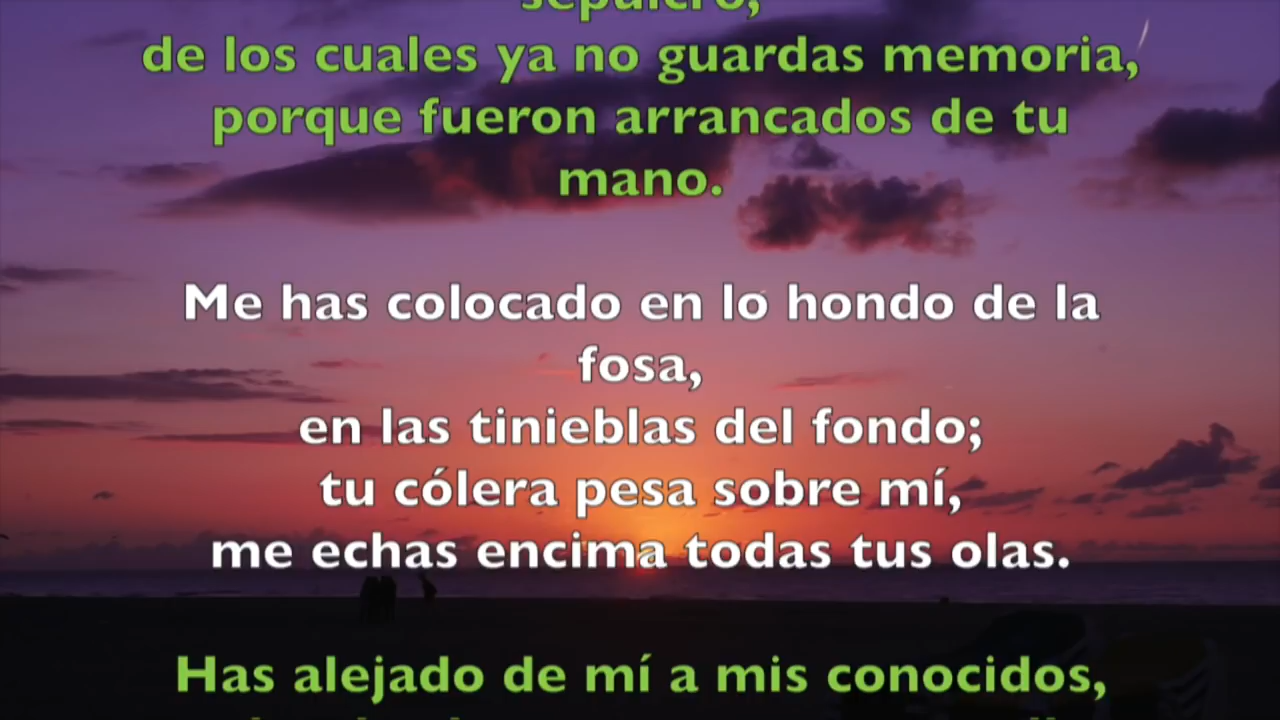 sepulcro,
de los cuales ya no guardas memoria,
porque fueron arrancados de tu
mano.
Me has colocado en lo hondo de la
fosa,
en las tinieblas del fondo;
tu cólera pesa sobre mí,
me echas encima todas tus olas.
Has alejado de mí a mis conocidos,